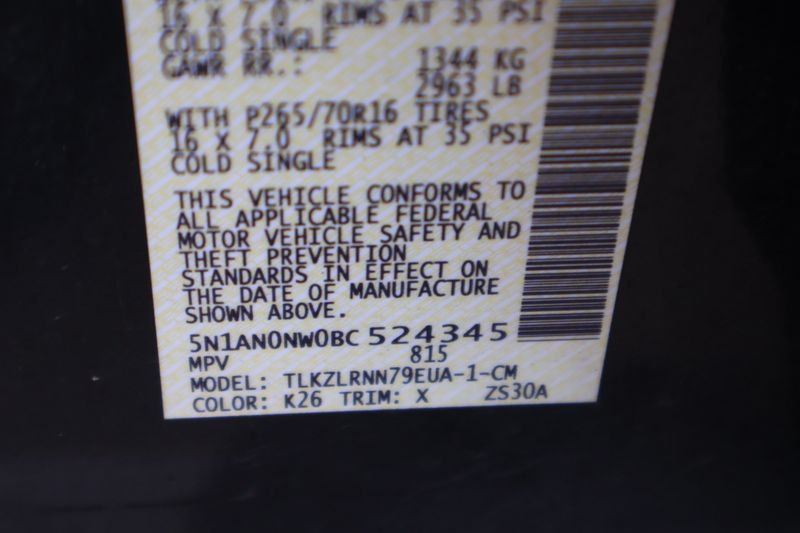 16 X 7.0 RIMS AT 35 PSI
COLD SINGLE
GAWR RR.: 1344 KG
2963 LB
WITH P265/70R16 TIRES
16 X 7.0 RIMS AT 35 PSI
COLD SINGLE
THIS VEHICLE CONFORMS TO
ALL APPLICABLE FEDERAL
MOTOR VEHICLE SAFETY AND
THEFT PREVENTION
STANDARDS IN EFFECT ON
THE DATE OF MANUFACTURE
SHOWN ABOVE.
5N1AN0NW0BC 524345
MPV 815
MODEL: TLKZLRNN79EUA-1-CM
COLOR: K26 TRIM: X ZS30A